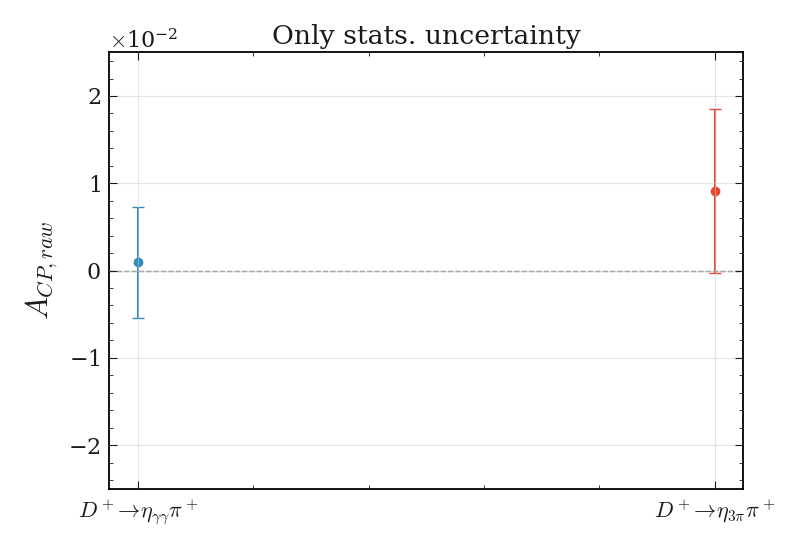 ×10⁻² Only stats. uncertainty
2
1
0
−1
−2
A_{CP, raw}
D⁺→η_{γγ}π⁺ D⁺→η_{3π}π⁺